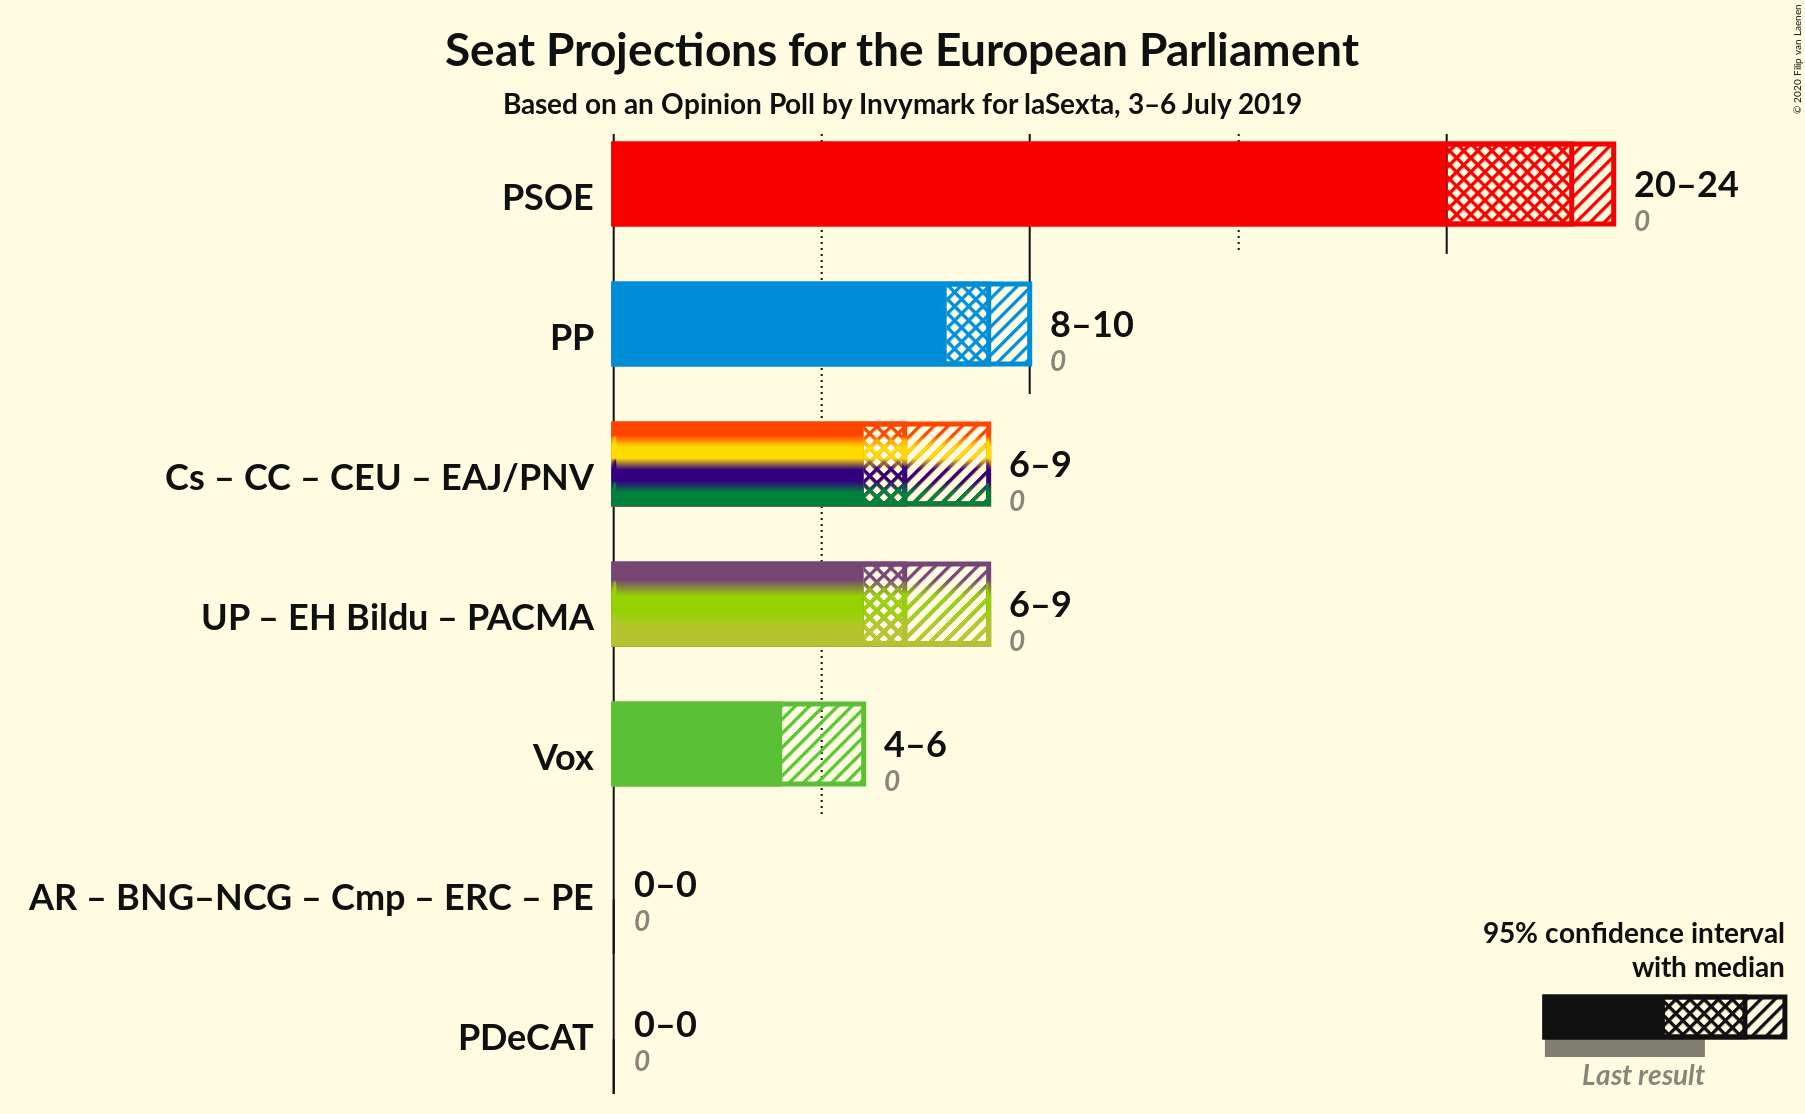 Seat Projections for the European Parliament
Based on an Opinion Poll by Invymark for laSexta, 3–6 July 2019
© 2020 Filip van Laenen
PSOE
20–24
0
PP
8–10
0
Cs – CC – CEU – EAJ/PNV
6–9
0
UP – EH Bildu – PACMA
6–9
0
Vox
4–6
0
AR – BNG–NCG – Cmp – ERC – PE
0–0
0
PDeCAT
0–0
0
95% confidence interval
with median
Last result